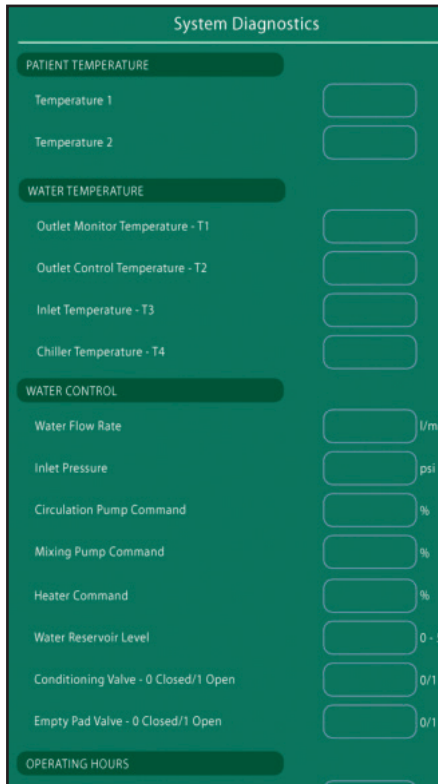 System Diagnostics
PATIENT TEMPERATURE
Temperature 1
Temperature 2
WATER TEMPERATURE
Outlet Monitor Temperature - T1
Outlet Control Temperature - T2
Inlet Temperature - T3
Chiller Temperature - T4
WATER CONTROL
Water Flow Rate l/m
Inlet Pressure psi
Circulation Pump Command %
Mixing Pump Command %
Heater Command %
Water Reservoir Level 0 -
Conditioning Valve - 0 Closed/1 Open 0/1
Empty Pad Valve - 0 Closed/1 Open 0/1
OPERATING HOURS